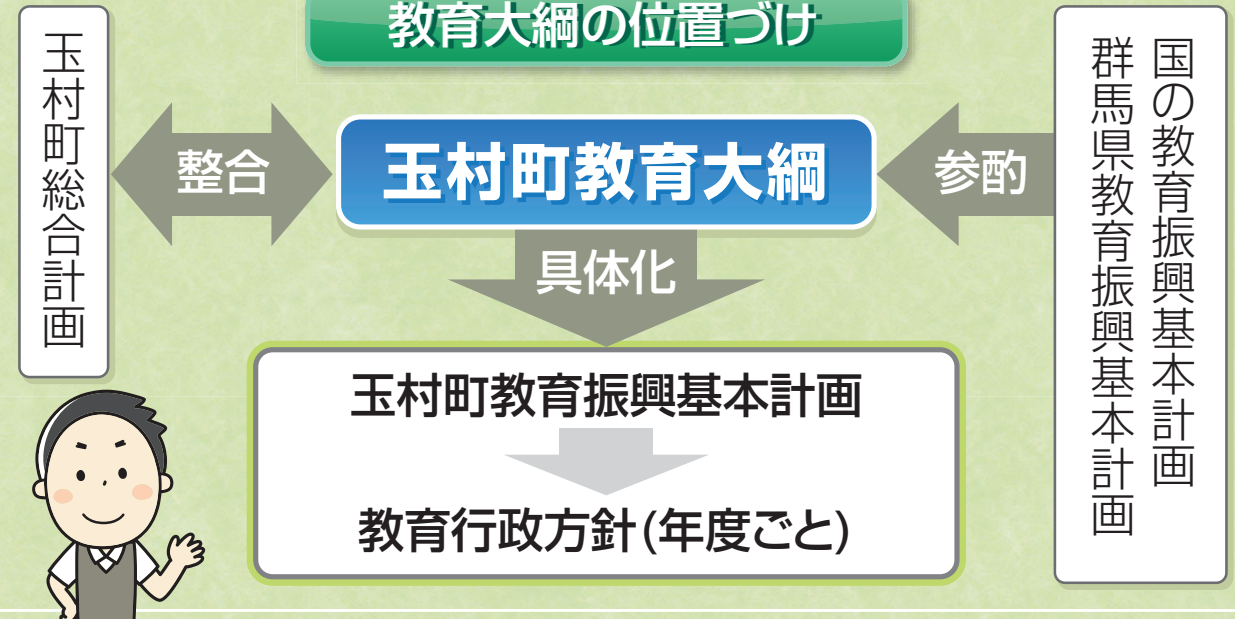 教育大綱の位置づけ
玉村町総合計画
整合
玉村町教育大綱
参酌
国の教育振興基本計画
群馬県教育振興基本計画
具体化
玉村町教育振興基本計画
教育行政方針(年度ごと)